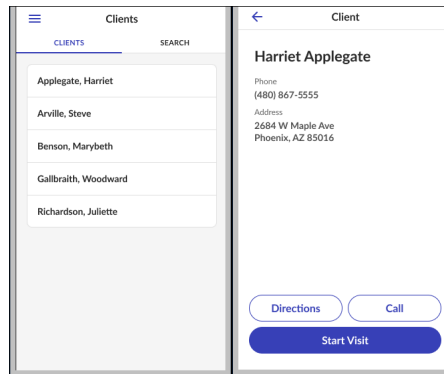 Clients
CLIENTS SEARCH
Applegate, Harriet
Arville, Steve
Benson, Marybeth
Gallbraith, Woodward
Richardson, Juliette
Client
Harriet Applegate
Phone
(480) 867-5555
Address
2684 W Maple Ave
Phoenix, AZ 85016
Directions Call
Start Visit